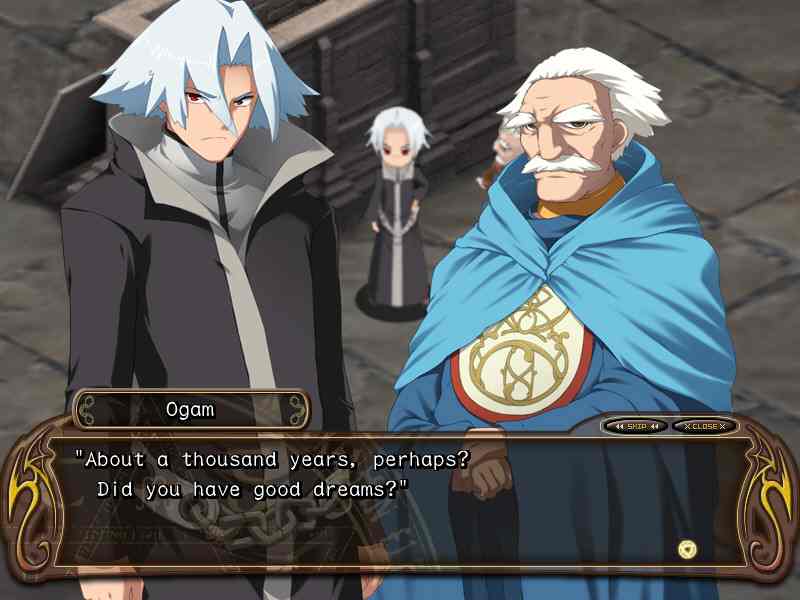 Ogam
SKIP
CLOSE
"About a thousand years, perhaps?
Did you have good dreams?"